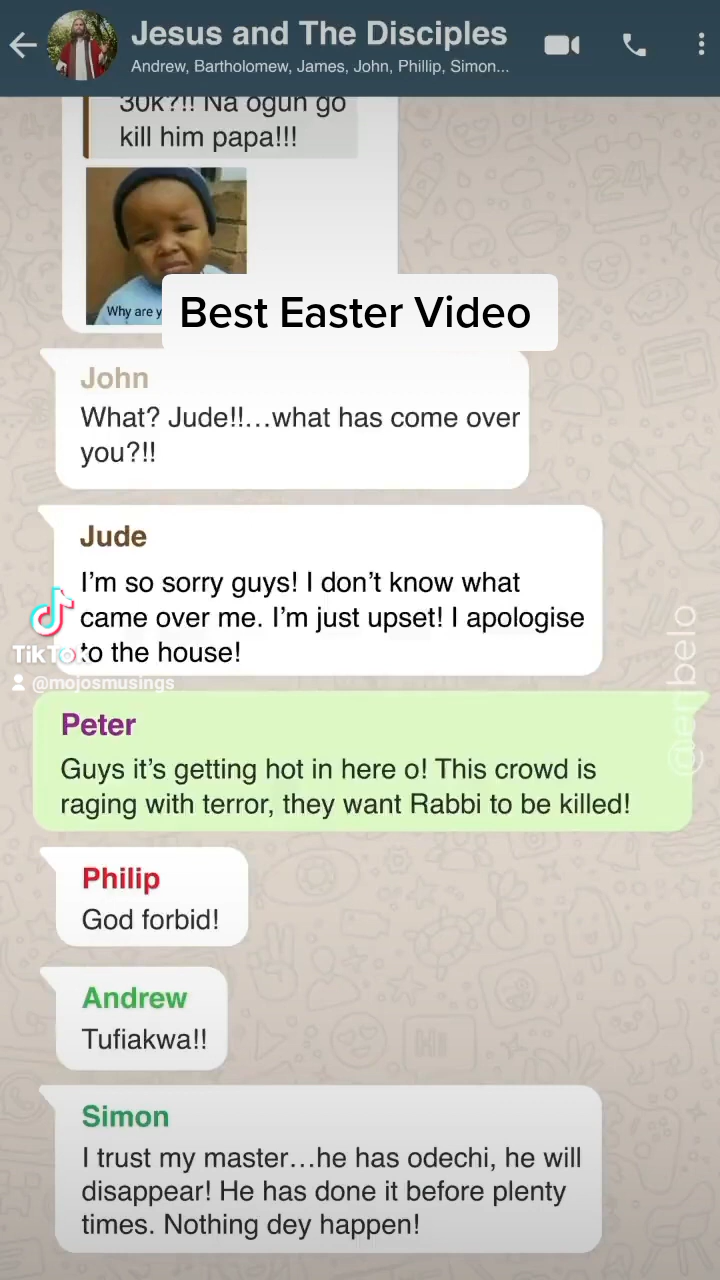 Jesus and The Disciples
Andrew, Bartholomew, James, John, Phillip, Simon...
30k?!! Na ogun go
kill him papa!!!
Why are y
Best Easter Video
John
What? Jude!!...what has come over
you?!!
Jude
I'm so sorry guys! I don't know what
came over me. I'm just upset! I apologise
to the house!
TikTok
@mojosmusings
@enbelo
Peter
Guys it's getting hot in here o! This crowd is
raging with terror, they want Rabbi to be killed!
Philip
God forbid!
Andrew
Tufiakwa!!
Simon
I trust my master...he has odechi, he will
disappear! He has done it before plenty
times. Nothing dey happen!